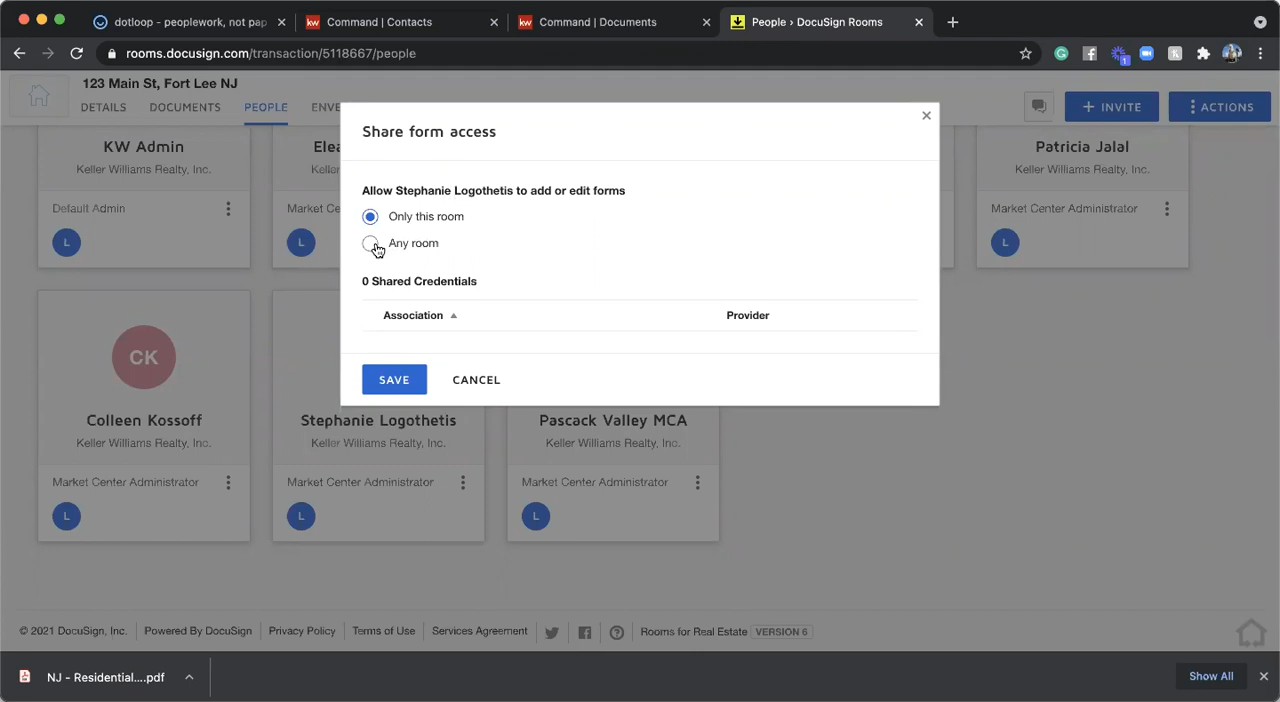 dotloop - peoplework, not pap
Command | Contacts
Command | Documents
People › DocuSign Rooms
rooms.docusign.com/transaction/5118667/people
1
123 Main St, Fort Lee NJ
DETAILS
DOCUMENTS
PEOPLE
ENVE
INVITE
ACTIONS
Share form access
Allow Stephanie Logothetis to add or edit forms
Only this room
Any room
0 Shared Credentials
Association
Provider
SAVE
CANCEL
KW Admin
Keller Williams Realty, Inc.
Default Admin
L
Elea
Keller
Market Ce
L
Patricia Jalal
Keller Williams Realty, Inc.
Market Center Administrator
L
CK
Colleen Kossoff
Keller Williams Realty, Inc.
Market Center Administrator
L
Stephanie Logothetis
Keller Williams Realty, Inc.
Market Center Administrator
L
Pascack Valley MCA
Keller Williams Realty, Inc.
Market Center Administrator
L
© 2021 DocuSign, Inc.
Powered By DocuSign
Privacy Policy
Terms of Use
Services Agreement
Rooms for Real Estate
VERSION 6
NJ - Residential....pdf
Show All